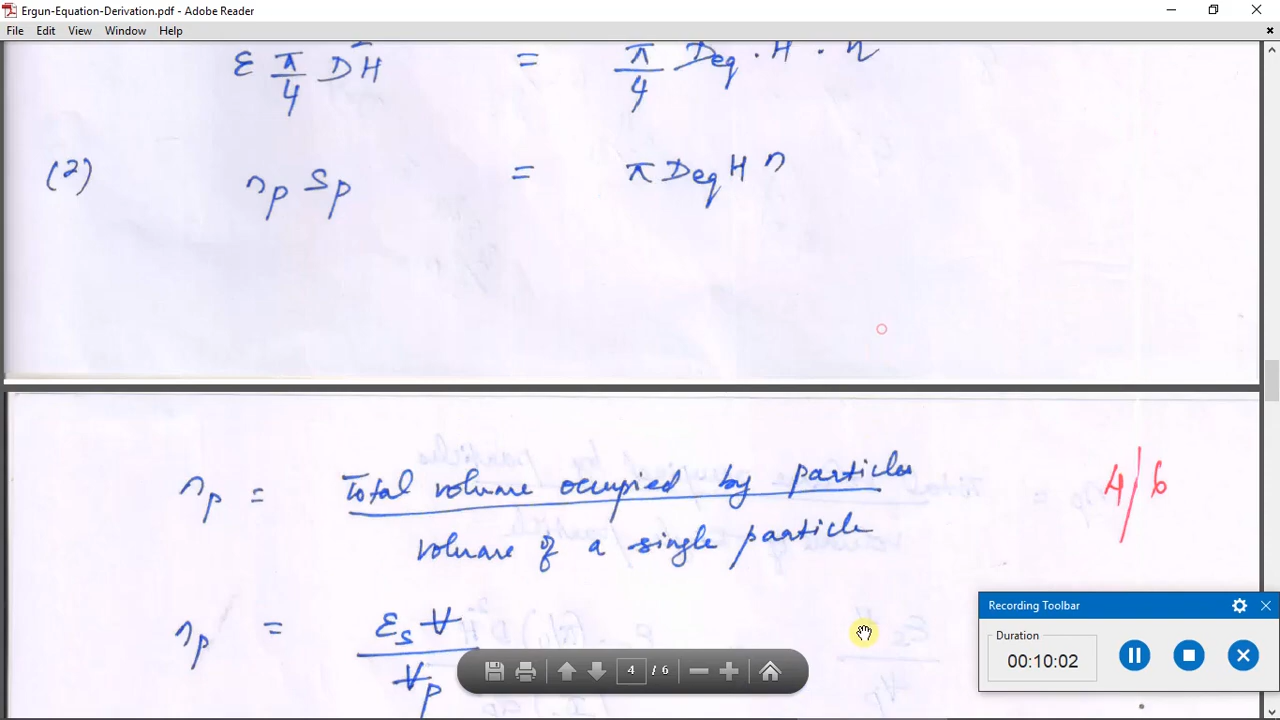 Ergun-Equation-Derivation.pdf - Adobe Reader
File Edit View Window Help
ε π/4 D H = π/4 Deq · H · n
(2) np Sp = π Deq H n
np = Total volume occupied by particles
volume of a single particle
4/6
np = εs V
Vp
4 / 6
Recording Toolbar
Duration
00:10:02